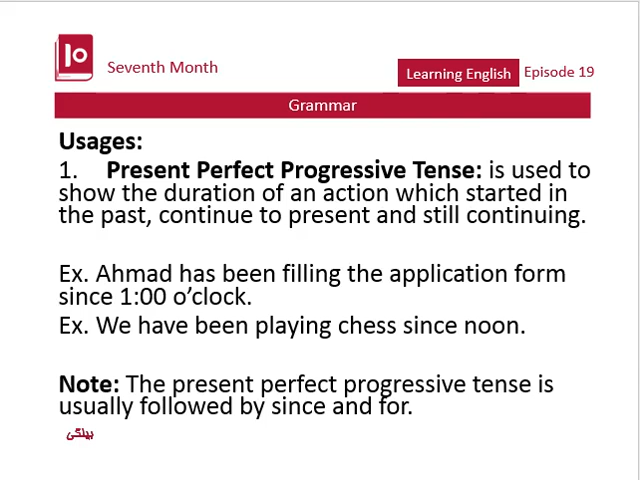 Seventh Month
Learning English Episode 19
Grammar
Usages:
1. Present Perfect Progressive Tense: is used to
show the duration of an action which started in
the past, continue to present and still continuing.
Ex. Ahmad has been filling the application form
since 1:00 o’clock.
Ex. We have been playing chess since noon.
Note: The present perfect progressive tense is
usually followed by since and for.
بېلګې